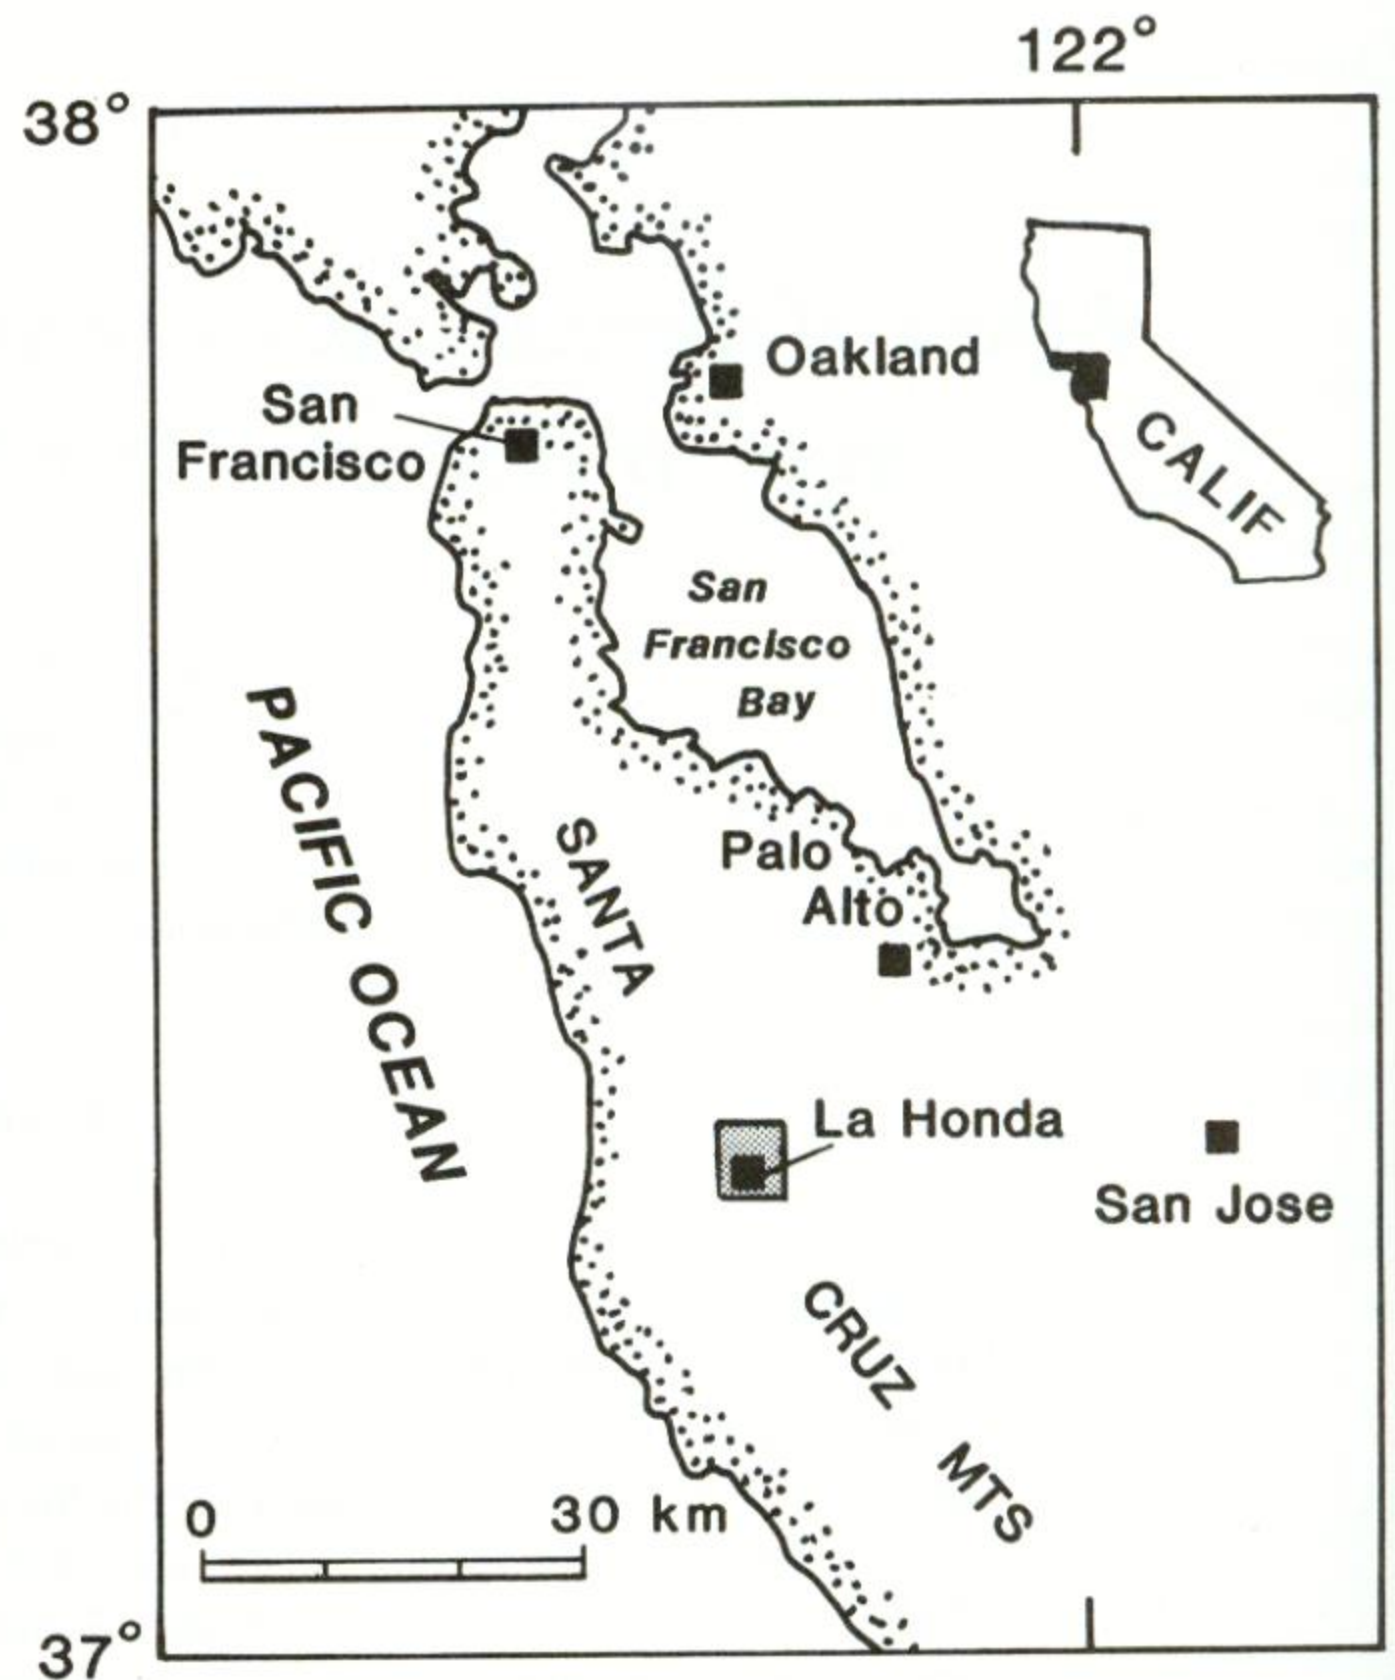 122°
38°
Oakland
San
Francisco
CALIF
San
Francisco
Bay
PACIFIC OCEAN
SANTA
Palo
Alto
La Honda
San Jose
CRUZ
MTS
0 30 km
37°